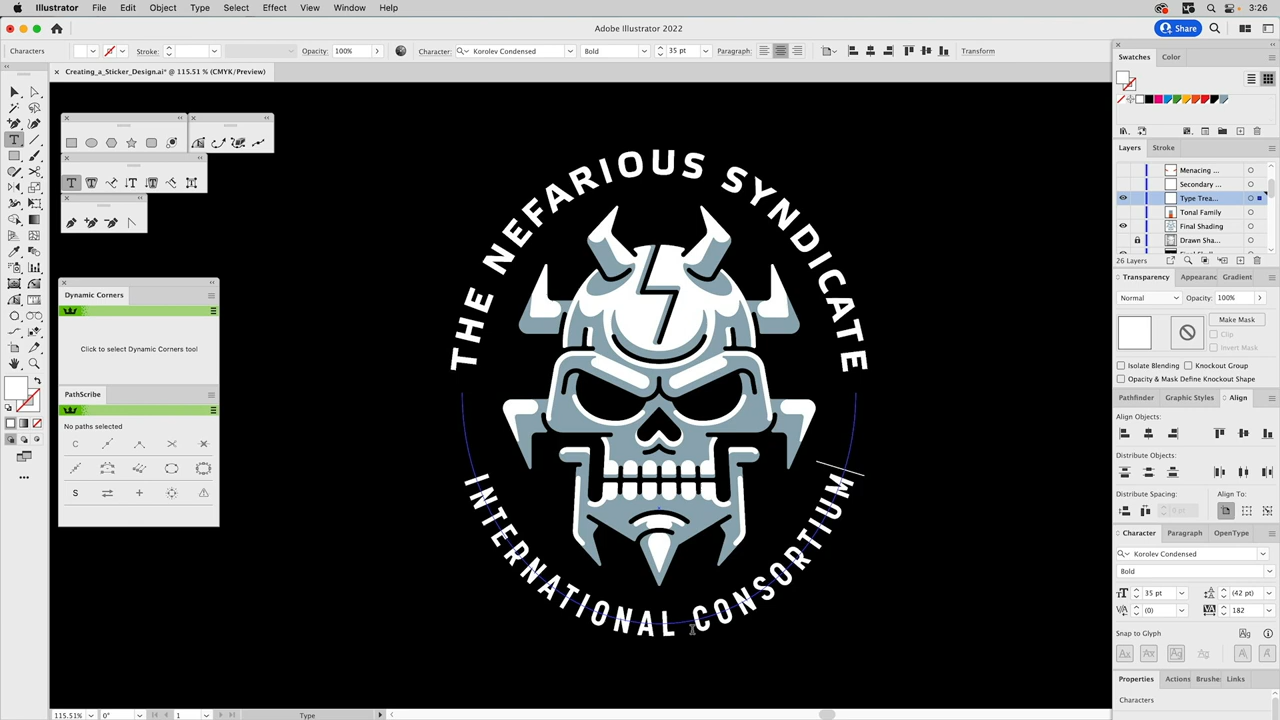 Illustrator File Edit Object Type Select Effect View Window Help 3:26
Adobe Illustrator 2022
Share
Characters Stroke: Opacity: 100% Character: Korolev Condensed Bold 35 pt Paragraph: Transform
Creating_a_Sticker_Design.ai* @ 115.51 % (CMYK/Preview)
Swatches Color
Layers Stroke
Menacing ...
Secondary ...
Type Trea...
Tonal Family
Final Shading
Drawn Sha...
26 Layers
Transparency Appearanc Gradient
Normal Opacity: 100%
Make Mask
Clip
Invert Mask
Isolate Blending Knockout Group
Opacity & Mask Define Knockout Shape
Pathfinder Graphic Styles Align
Align Objects:
Distribute Objects:
Distribute Spacing: Align To:
0 px
Character Paragraph OpenType
Korolev Condensed
Bold
35 pt (42 pt)
(0) 182
Snap to Glyph
Properties Actions Brushe Links
Characters
Dynamic Corners
Click to select Dynamic Corners tool
PathScribe
No paths selected
THE NEFARIOUS SYNDICATE
INTERNATIONAL CONSORTIUM
115.51% 0° 1 Type